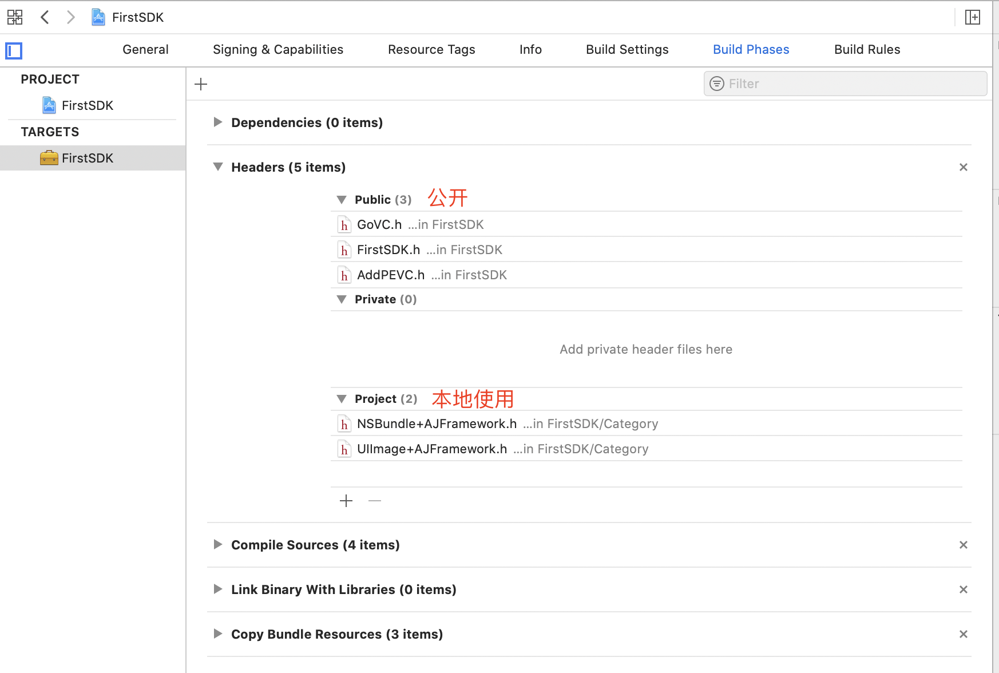 FirstSDK
General Signing & Capabilities Resource Tags Info Build Settings Build Phases Build Rules
PROJECT
FirstSDK
TARGETS
FirstSDK
Filter
Dependencies (0 items)
Headers (5 items)
Public (3) 公开
GoVC.h ...in FirstSDK
FirstSDK.h ...in FirstSDK
AddPEVC.h ...in FirstSDK
Private (0)
Add private header files here
Project (2) 本地使用
NSBundle+AJFramework.h ...in FirstSDK/Category
UIImage+AJFramework.h ...in FirstSDK/Category
Compile Sources (4 items)
Link Binary With Libraries (0 items)
Copy Bundle Resources (3 items)